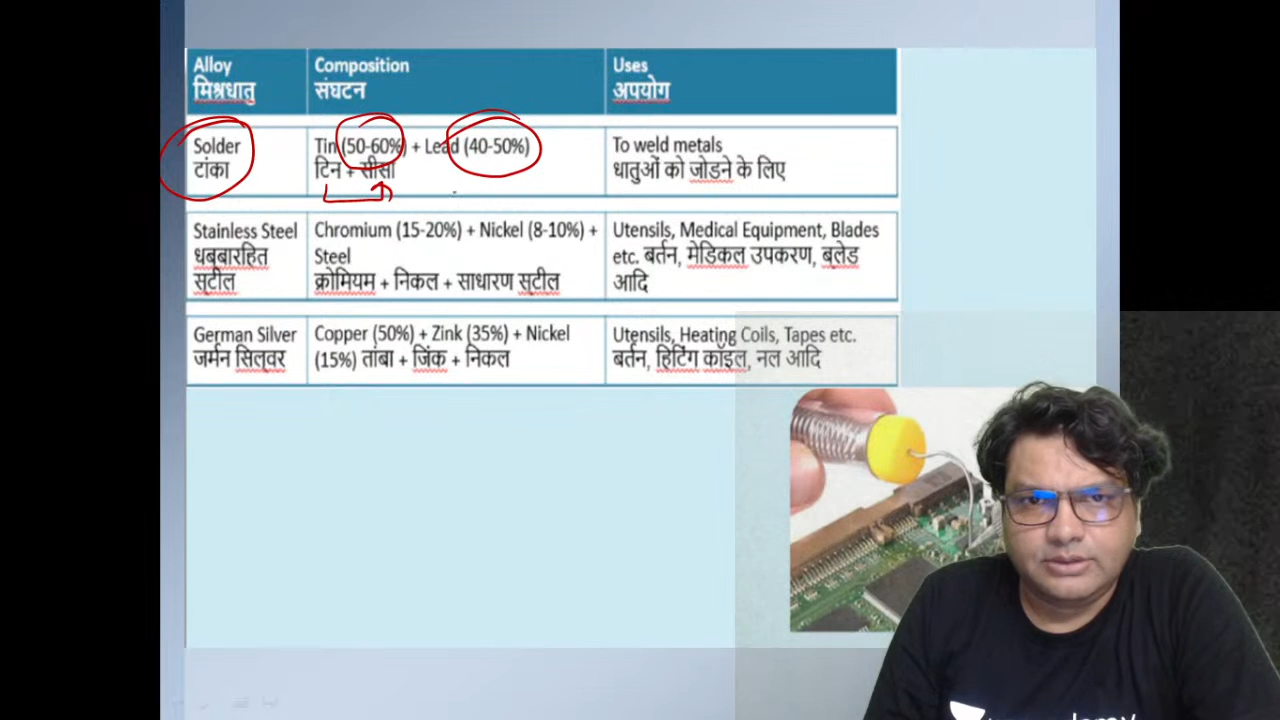 Alloy
मिश्रधातु
Composition
संघटन
Uses
अपयोग
Solder
टांका
Tin (50-60%) + Lead (40-50%)
टिन + सीसा
To weld metals
धातुओं को जोडने के लिए
Stainless Steel
धब्बारहित
स्टील
Chromium (15-20%) + Nickel (8-10%) +
Steel
क्रोमियम + निकल + साधारण स्टील
Utensils, Medical Equipment, Blades
etc. बर्तन, मेडिकल उपकरण, ब्लेड
आदि
German Silver
जर्मन सिल्वर
Copper (50%) + Zink (35%) + Nickel
(15%) तांबा + जिंक + निकल
Utensils, Heating Coils, Tapes etc.
बर्तन, हिटिंग कॉइल, नल आदि